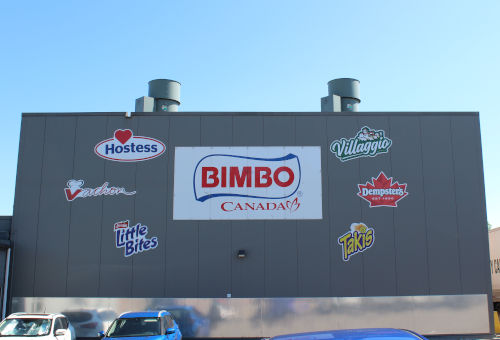 Hostess
Vachon
Little
Bites
BIMBO
CANADA
Villaggio
Dempster's
Takis